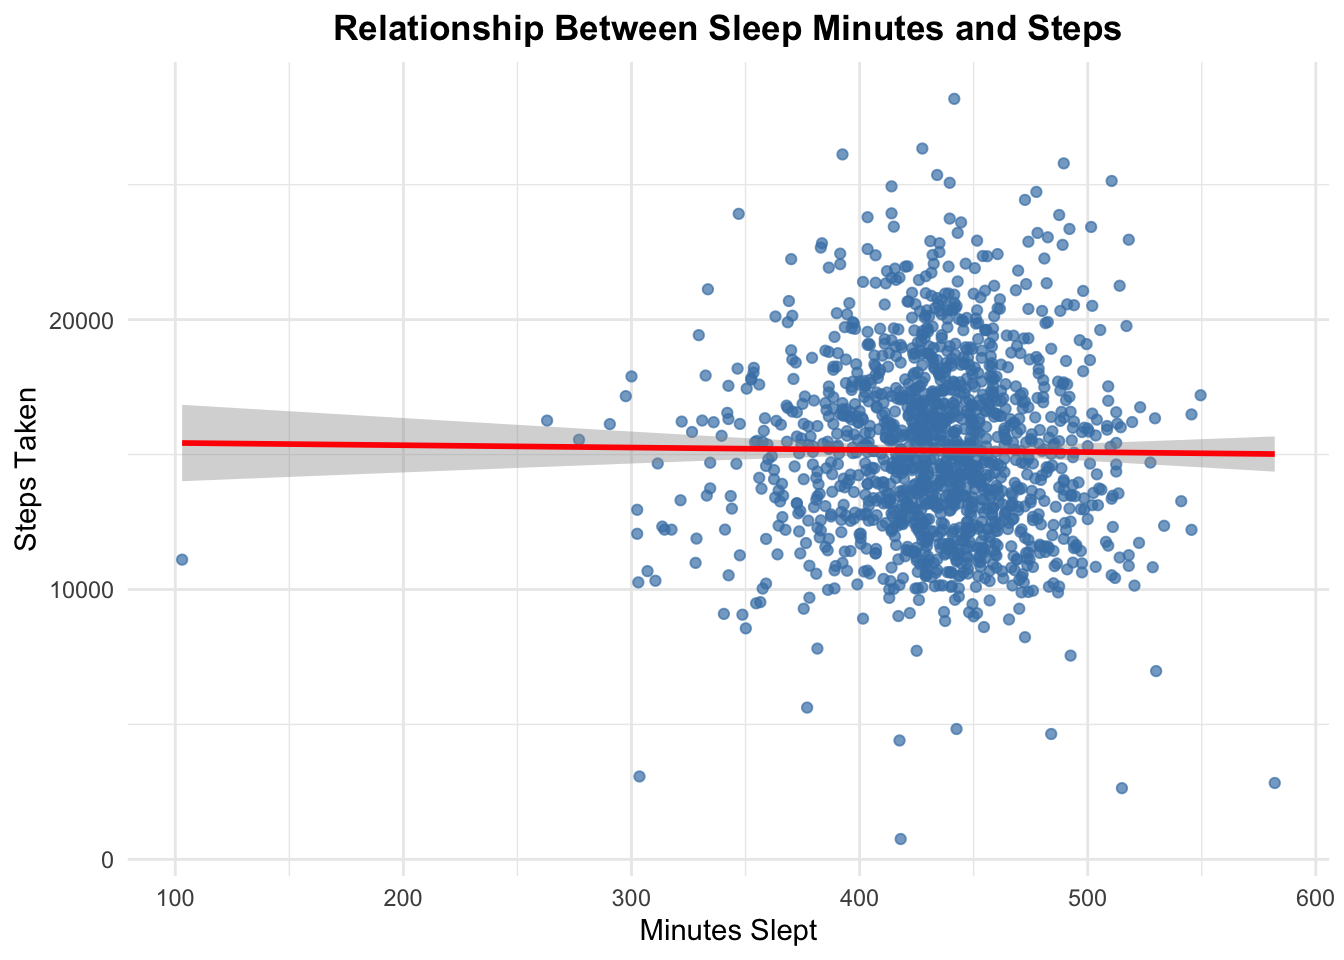 Relationship Between Sleep Minutes and Steps
Steps Taken
20000
10000
0
100 200 300 400 500 600
Minutes Slept